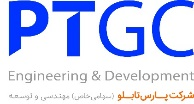 PTGC
Engineering & Development
شرکت پارس تابلو (سهامی خاص) مهندسی و توسعه